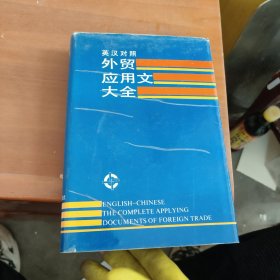 英汉对照
外贸
应用文
大全
ENGLISH-CHINESE
THE COMPLETE APPLYING
DOCUMENTS OF FOREIGN TRADE